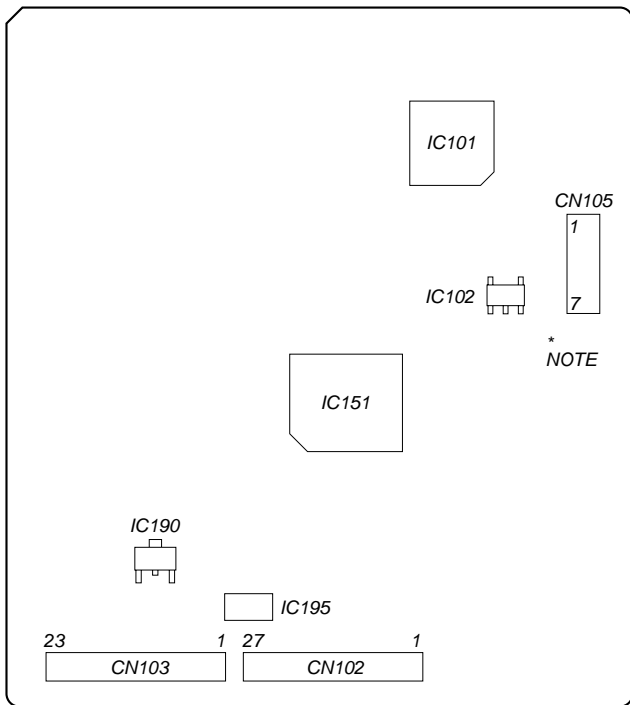 IC101
CN105
1
IC102
7
*
NOTE
IC151
IC190
IC195
23 1 27 1
CN103 CN102